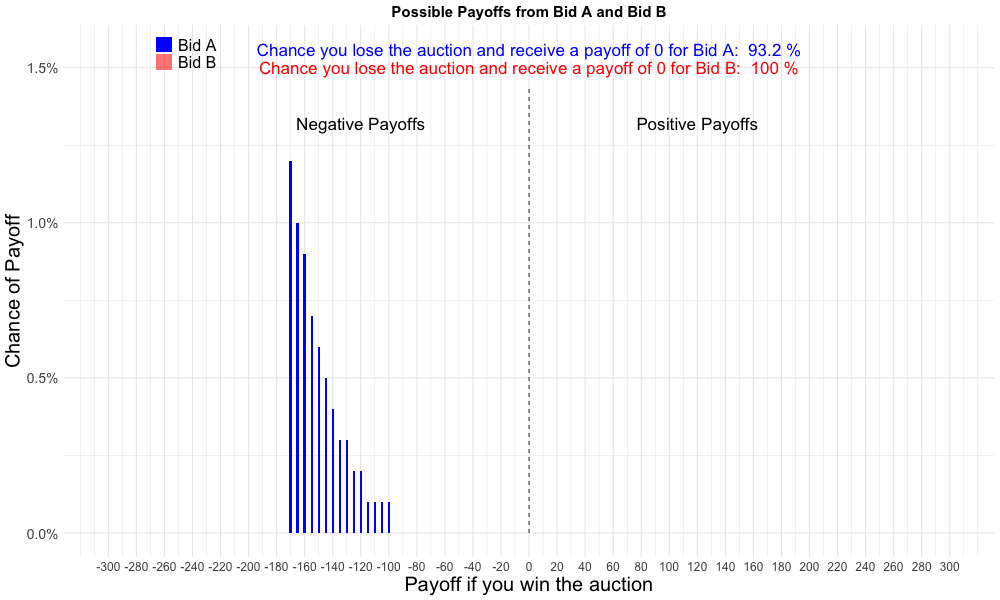 Possible Payoffs from Bid A and Bid B
Bid A
Bid B
Chance you lose the auction and receive a payoff of 0 for Bid A:  93.2 %
Chance you lose the auction and receive a payoff of 0 for Bid B:  100 %
Negative Payoffs
Positive Payoffs
Chance of Payoff
1.5%
1.0%
0.5%
0.0%
-300 -280 -260 -240 -220 -200 -180 -160 -140 -120 -100 -80 -60 -40 -20 0 20 40 60 80 100 120 140 160 180 200 220 240 260 280 300
Payoff if you win the auction